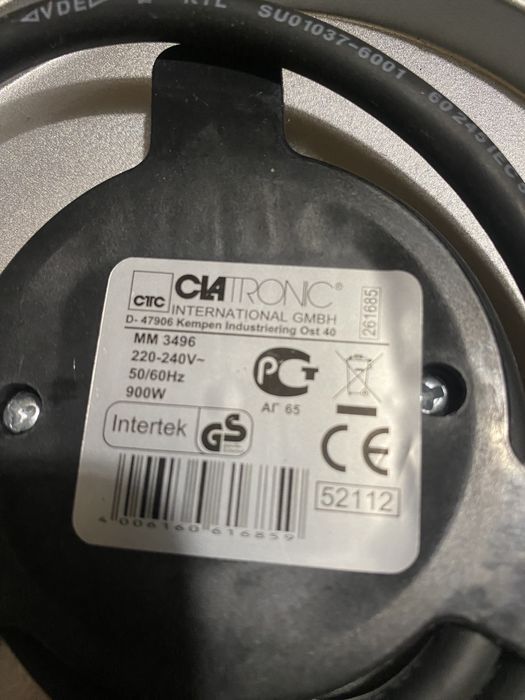 VDE
SU01037-6001 60245IEC
CTC CLATRONIC®
INTERNATIONAL GMBH
D- 47906 Kempen Industriering Ost 40
261685
MM 3496
220-240V~
50/60Hz
900W
PCT
АГ 65
Intertek GS
CE
52112
4 006160 616859